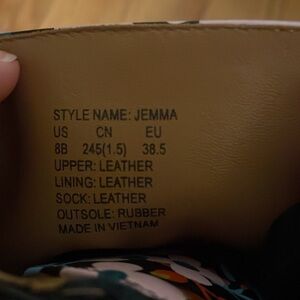 STYLE NAME: JEMMA
US CN EU
8B 245(1.5) 38.5
UPPER: LEATHER
LINING: LEATHER
SOCK: LEATHER
OUTSOLE: RUBBER
MADE IN VIETNAM